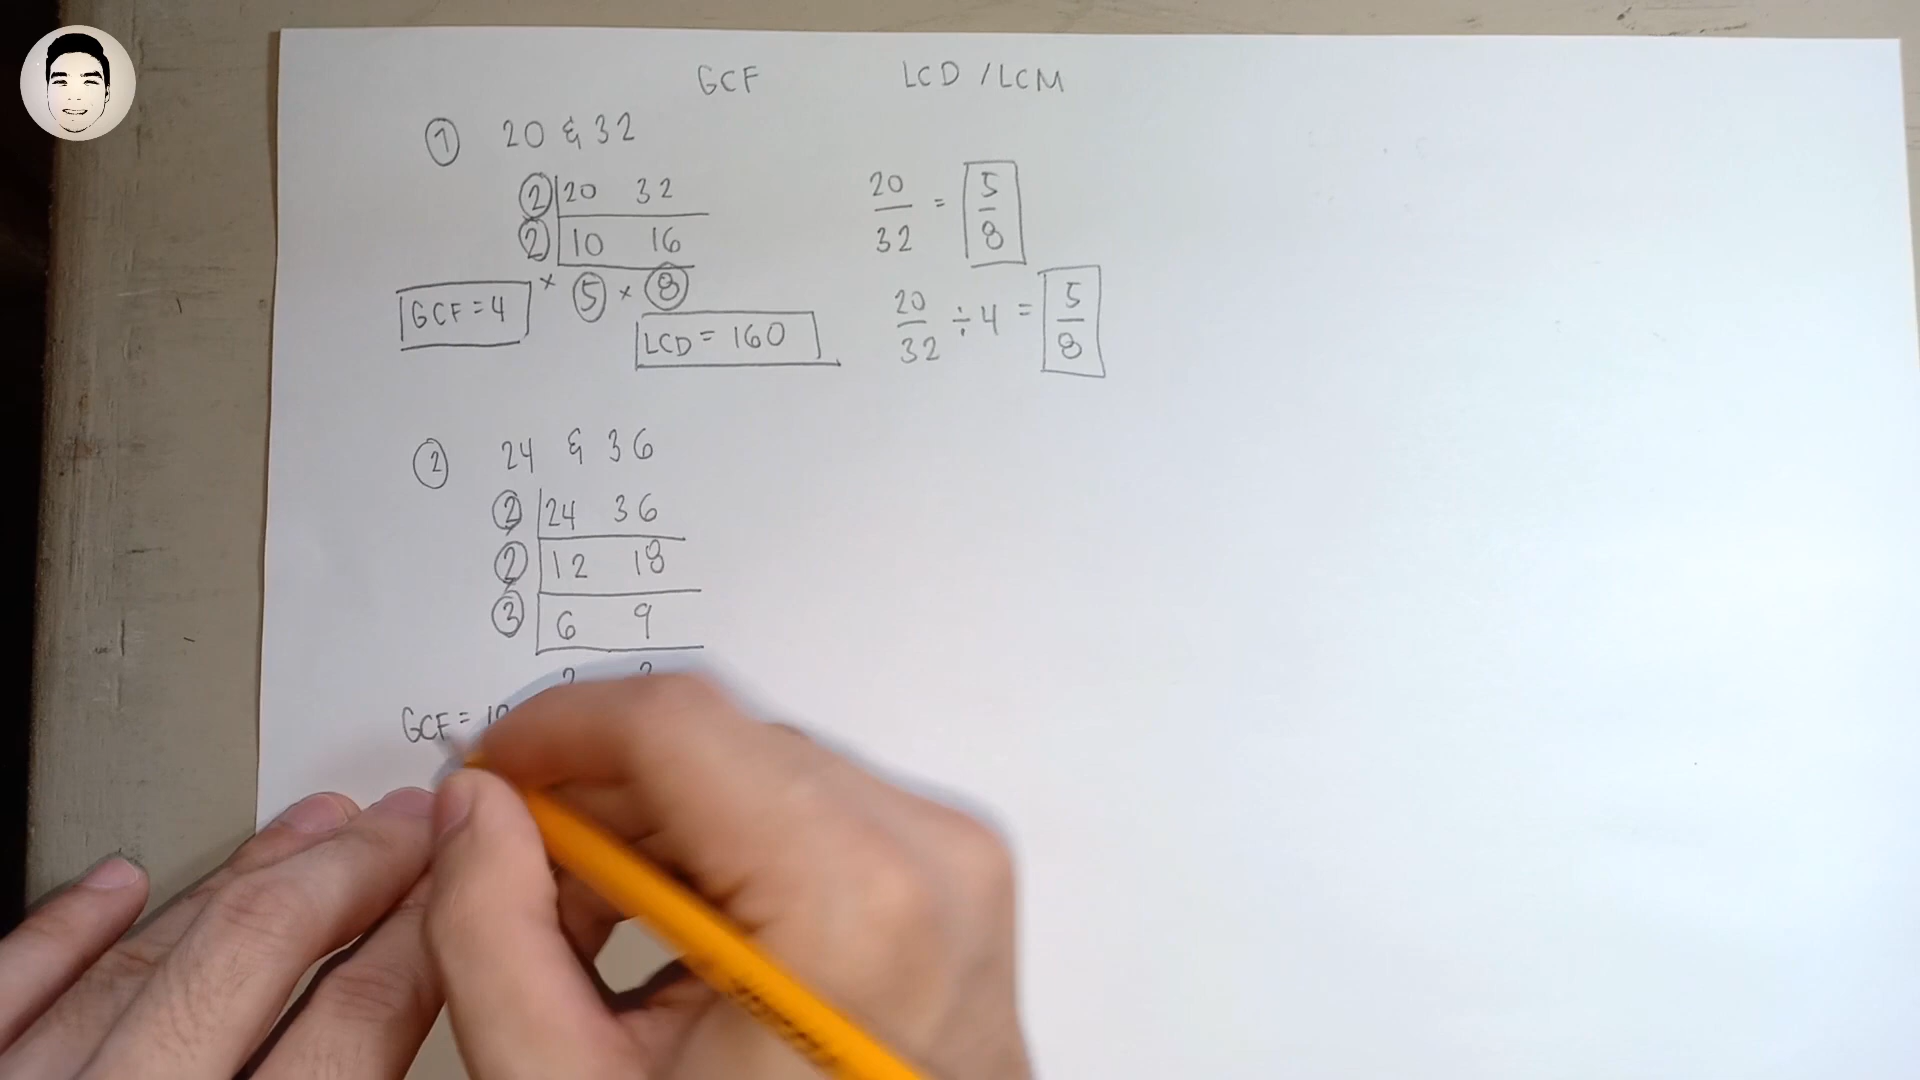 GCF LCD / LCM
1 20 & 32
2 20 32
2 10 16
× 5 × 8
GCF = 4
LCD = 160
20/32 = 5/8
20/32 ÷ 4 = 5/8
2 24 & 36
2 24 36
2 12 18
3 6 9
GCF =